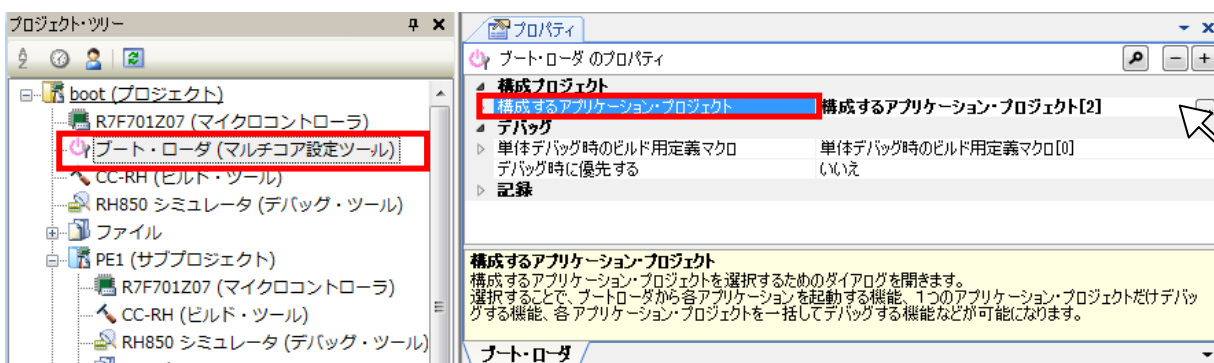 プロジェクト・ツリー
boot (プロジェクト)
R7F701Z07 (マイクロコントローラ)
ブート・ローダ (マルチコア設定ツール)
CC-RH (ビルド・ツール)
RH850 シミュレータ (デバッグ・ツール)
ファイル
PE1 (サブプロジェクト)
R7F701Z07 (マイクロコントローラ)
CC-RH (ビルド・ツール)
RH850 シミュレータ (デバッグ・ツール)
プロパティ
ブート・ローダ のプロパティ
構成プロジェクト
構成するアプリケーション・プロジェクト 構成するアプリケーション・プロジェクト[2]
デバッグ
単体デバッグ時のビルド用定義マクロ 単体デバッグ時のビルド用定義マクロ[0]
デバッグ時に優先する いいえ
記録
構成するアプリケーション・プロジェクト
構成するアプリケーション・プロジェクトを選択するためのダイアログを開きます。
選択することで、ブートローダから各アプリケーションを起動する機能、1つのアプリケーション・プロジェクトだけデバッ
グする機能、各アプリケーション・プロジェクトを一括してデバッグする機能などが可能になります。
ブート・ローダ